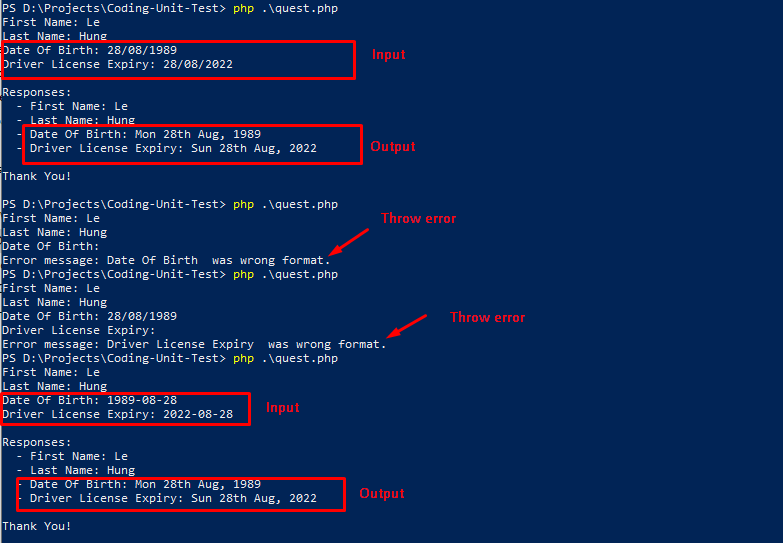 PS D:\Projects\Coding-Unit-Test> php .\quest.php
First Name: Le
Last Name: Hung
Date Of Birth: 28/08/1989
Driver License Expiry: 28/08/2022
Input
Responses:
- First Name: Le
- Last Name: Hung
- Date Of Birth: Mon 28th Aug, 1989
- Driver License Expiry: Sun 28th Aug, 2022
Output
Thank You!
PS D:\Projects\Coding-Unit-Test> php .\quest.php
First Name: Le
Last Name: Hung
Date Of Birth:
Error message: Date Of Birth  was wrong format.
Throw error
PS D:\Projects\Coding-Unit-Test> php .\quest.php
First Name: Le
Last Name: Hung
Date Of Birth: 28/08/1989
Driver License Expiry:
Error message: Driver License Expiry  was wrong format.
Throw error
PS D:\Projects\Coding-Unit-Test> php .\quest.php
First Name: Le
Last Name: Hung
Date Of Birth: 1989-08-28
Driver License Expiry: 2022-08-28
Input
Responses:
- First Name: Le
- Last Name: Hung
- Date Of Birth: Mon 28th Aug, 1989
- Driver License Expiry: Sun 28th Aug, 2022
Output
Thank You!